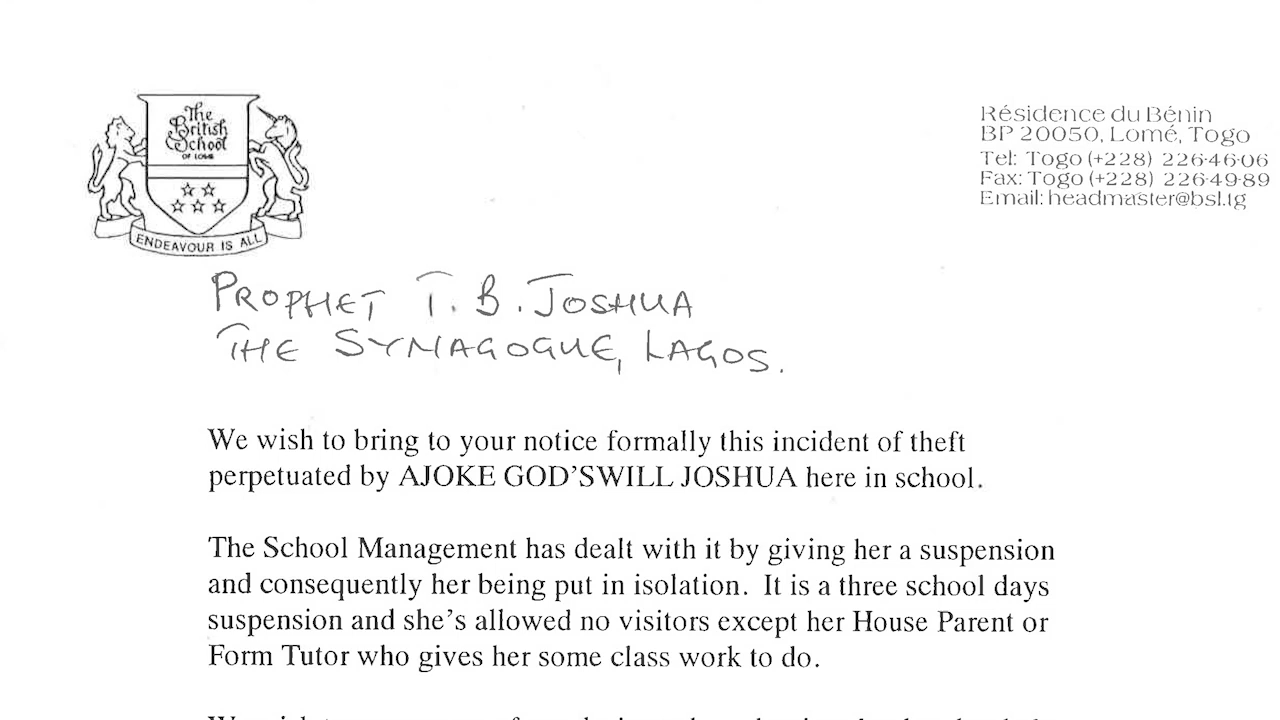 The
British
School
OF LOME
ENDEAVOUR IS ALL
Résidence du Bénin
BP 20050, Lomé, Togo
Tel: Togo (+228) 226-46-06
Fax: Togo (+228) 226-49-89
Email: headmaster@bsl.tg
PROPHET T. B. JOSHUA
THE SYNAGOGUE, LAGOS.
We wish to bring to your notice formally this incident of theft
perpetuated by AJOKE GOD'SWILL JOSHUA here in school.
The School Management has dealt with it by giving her a suspension
and consequently her being put in isolation. It is a three school days
suspension and she's allowed no visitors except her House Parent or
Form Tutor who gives her some class work to do.